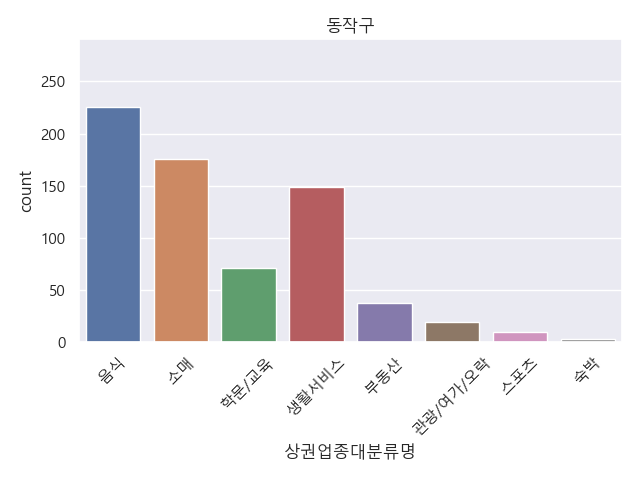 동작구
250
200
150
100
50
0
count
음식
소매
학문/교육
생활서비스
부동산
관광/여가/오락
스포츠
숙박
상권업종대분류명